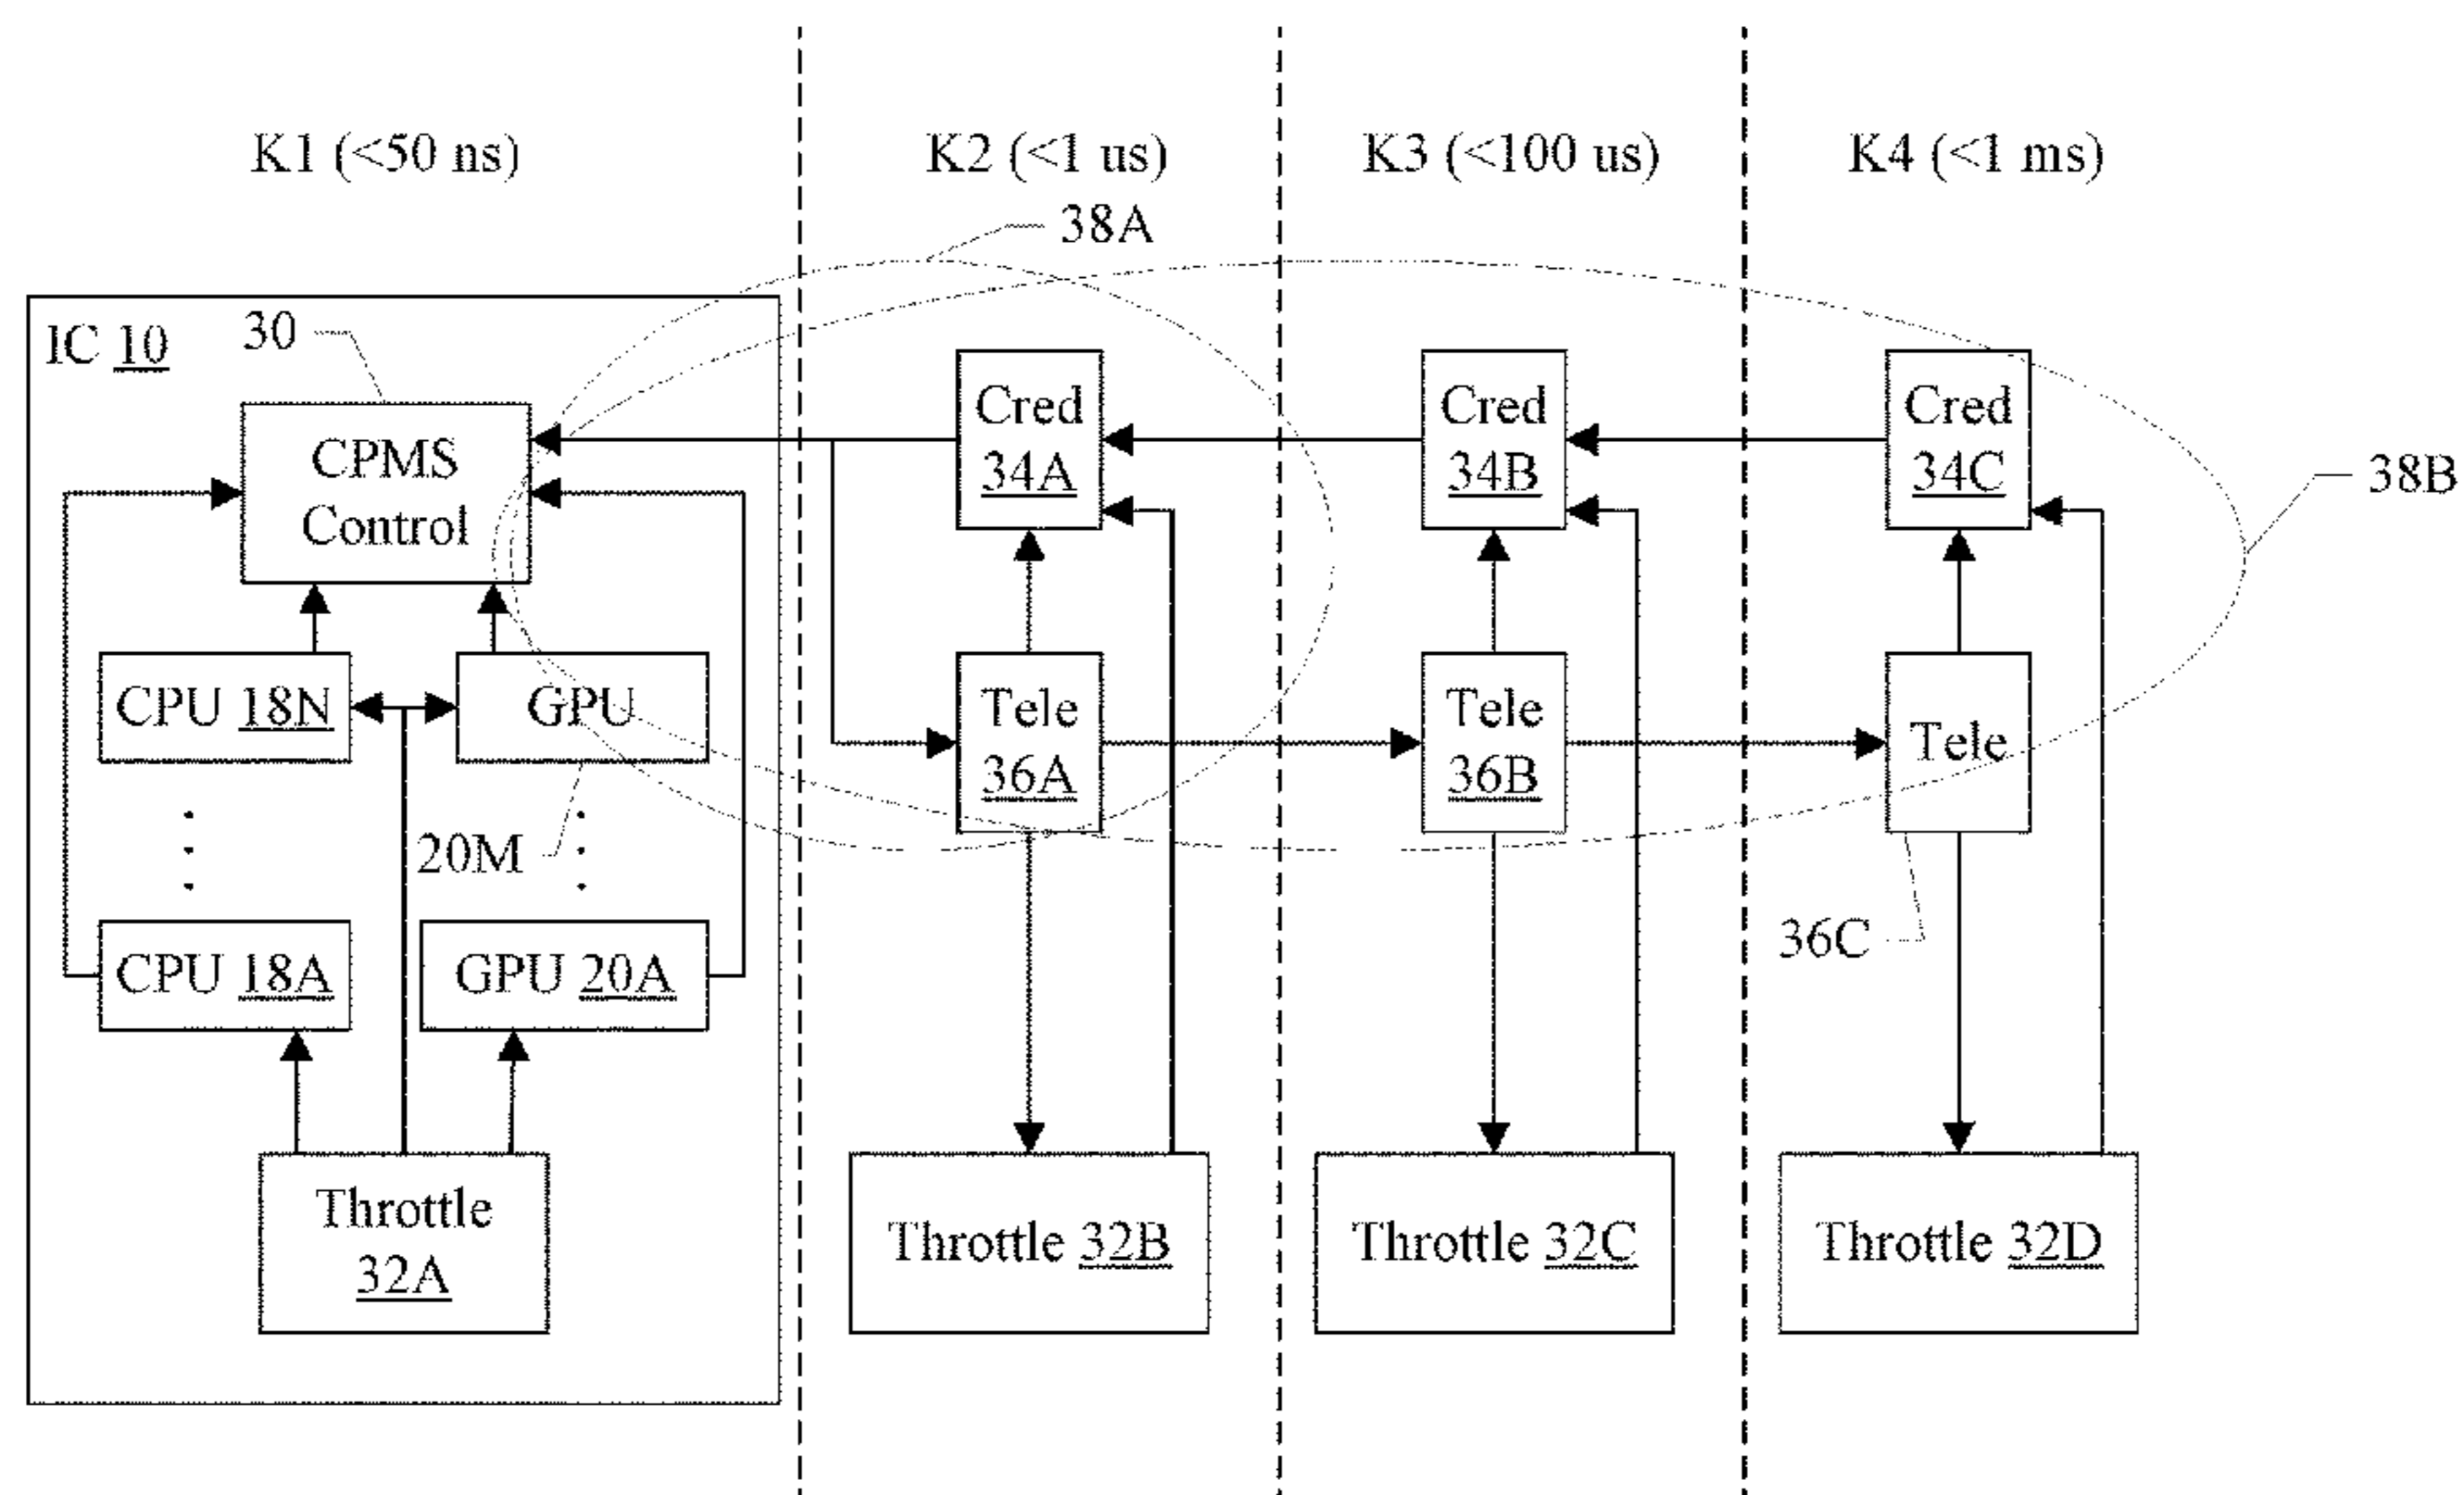 K1 (<50 ns)
K2 (<1 us)
K3 (<100 us)
K4 (<1 ms)
38A
IC 10
30
CPMS
Control
Cred
34A
Cred
34B
Cred
34C
38B
CPU 18N
GPU
Tele
36A
Tele
36B
Tele
20M
36C
CPU 18A
GPU 20A
Throttle
32A
Throttle 32B
Throttle 32C
Throttle 32D